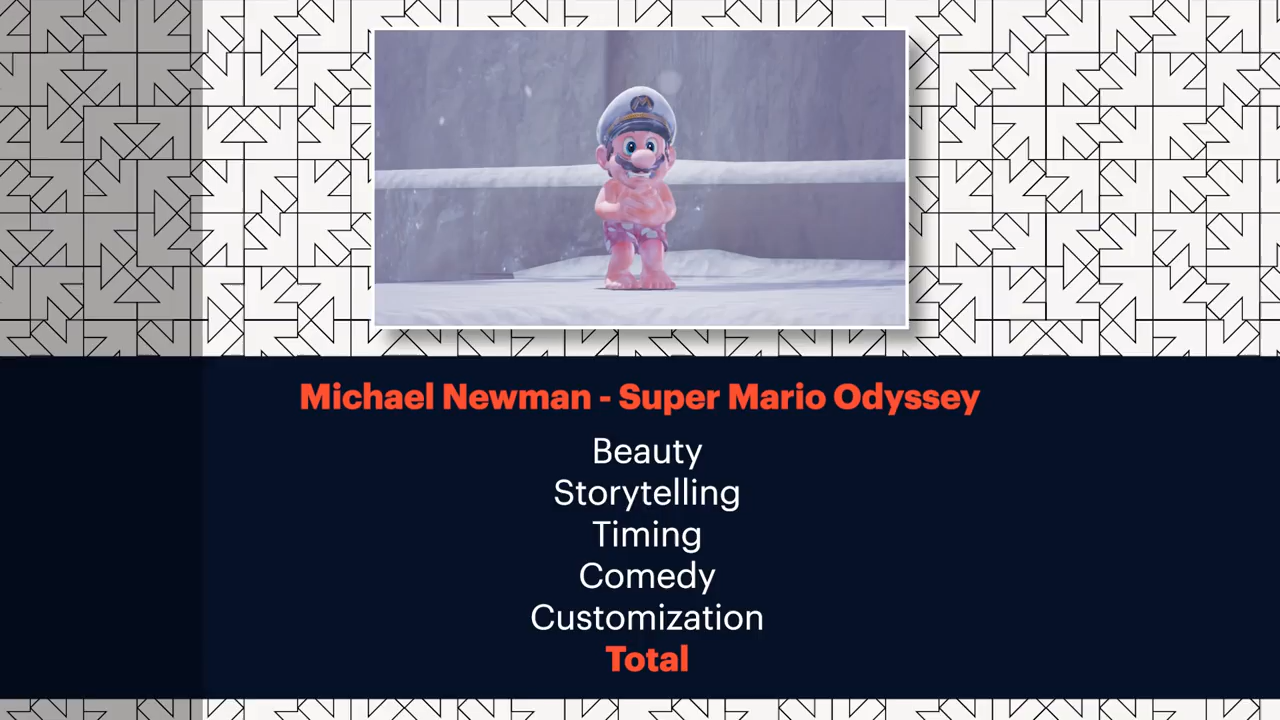 Michael Newman - Super Mario Odyssey
Beauty
Storytelling
Timing
Comedy
Customization
Total